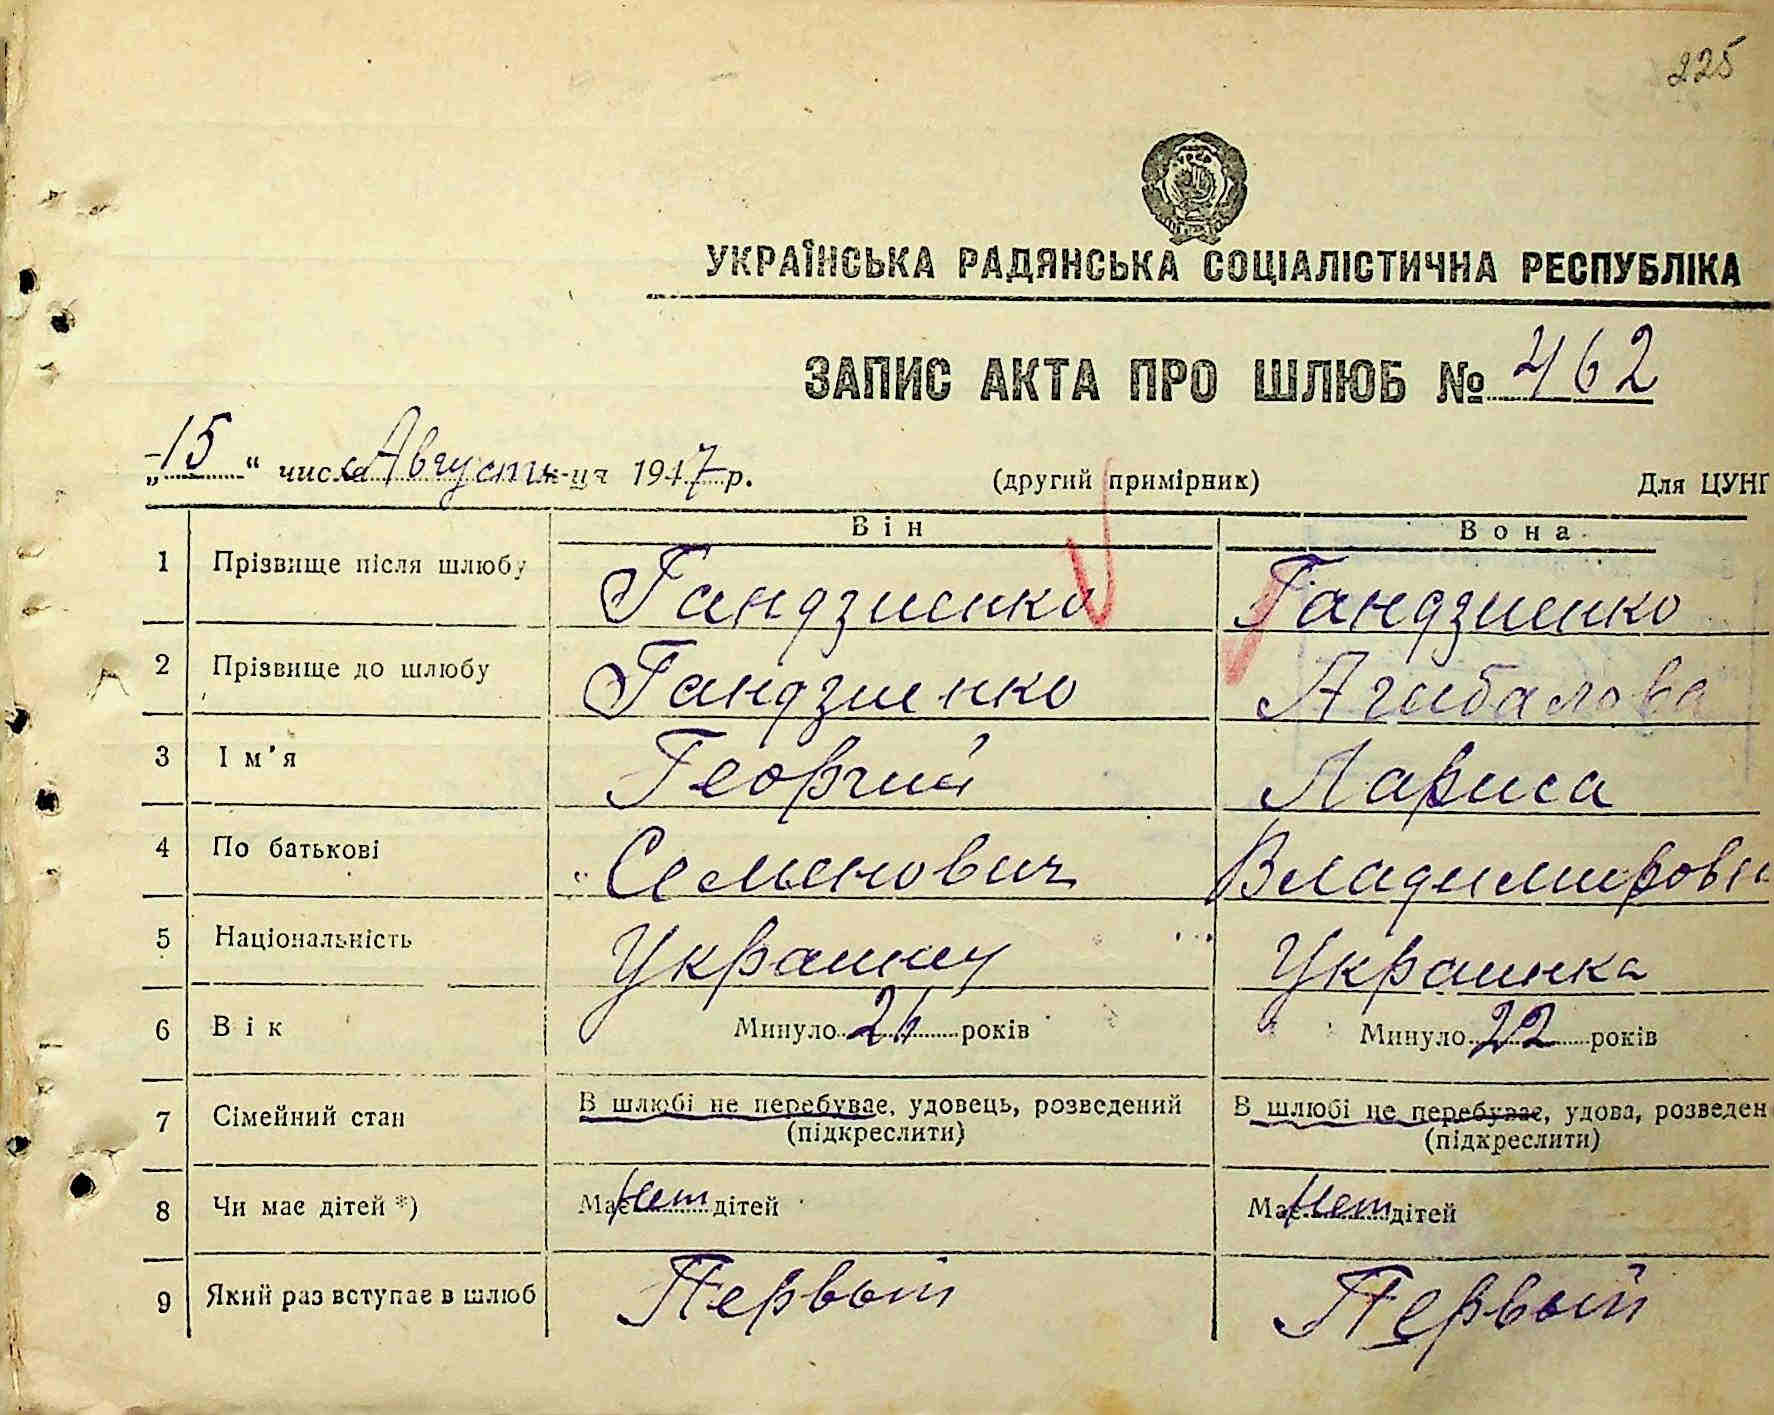 225
УКРАЇНСЬКА РАДЯНСЬКА СОЦІАЛІСТИЧНА РЕСПУБЛІКА
ЗАПИС АКТА ПРО ШЛЮБ № 462
„15“ числа Августа м-ця 1947 р. (другий примірник) Для ЦУНГ
Він Вона
1 Прізвище після шлюбу Гандзиенко Гандзиенко
2 Прізвище до шлюбу Гандзиенко Агибалова
3 Ім'я Георгий Лариса
4 По батькові Семенович Владимировн
5 Національність Украинец Украинка
6 Вік Минуло років Минуло 22 років
7 Сімейний стан В шлюбі не перебуває, удовець, розведений В шлюбі не перебуває, удова, розведен
(підкреслити) (підкреслити)
8 Чи має дітей *) Має нет дітей Має нет дітей
9 Який раз вступає в шлюб Первый Первый